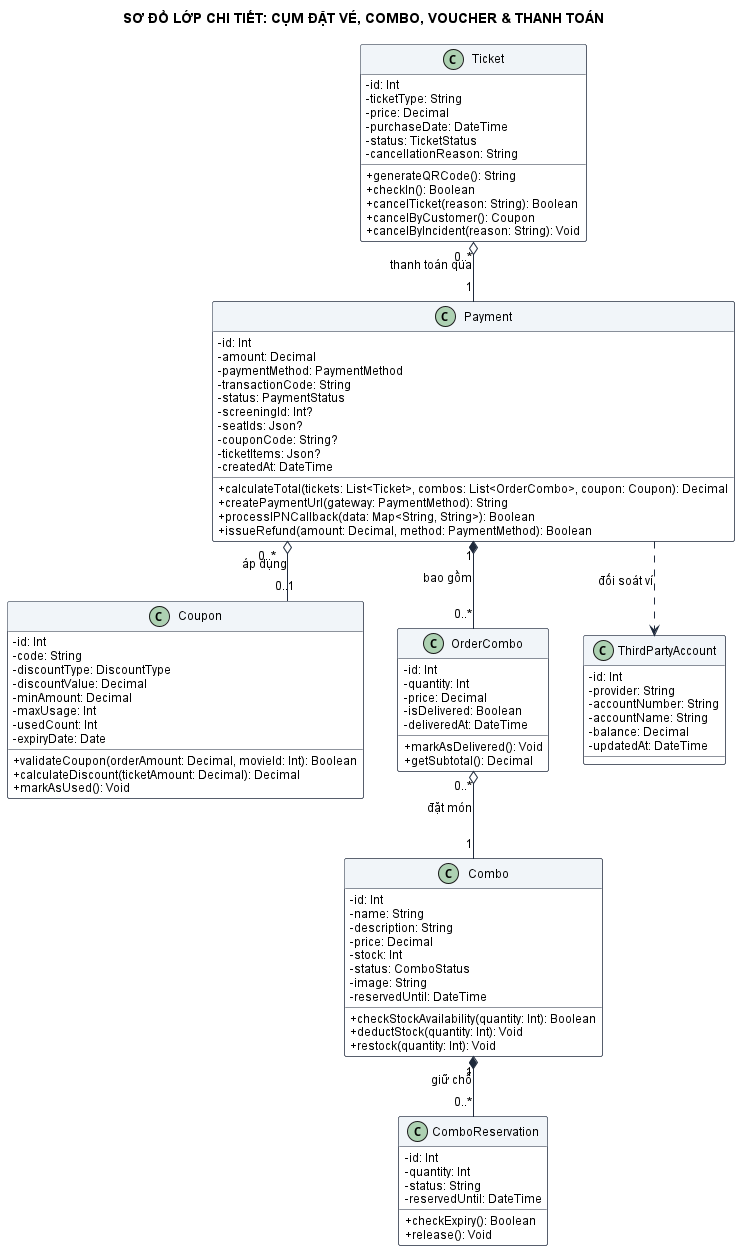 SƠ ĐỒ LỚP CHI TIẾT: CỤM ĐẶT VÉ, COMBO, VOUCHER & THANH TOÁN
C Ticket
-id: Int
-ticketType: String
-price: Decimal
-purchaseDate: DateTime
-status: TicketStatus
-cancellationReason: String
+generateQRCode(): String
+checkIn(): Boolean
+cancelTicket(reason: String): Boolean
+cancelByCustomer(): Coupon
+cancelByIncident(reason: String): Void
0..*
thanh toán qua
1
C Payment
-id: Int
-amount: Decimal
-paymentMethod: PaymentMethod
-transactionCode: String
-status: PaymentStatus
-screeningId: Int?
-seatIds: Json?
-couponCode: String?
-ticketItems: Json?
-createdAt: DateTime
+calculateTotal(tickets: List<Ticket>, combos: List<OrderCombo>, coupon: Coupon): Decimal
+createPaymentUrl(gateway: PaymentMethod): String
+processIPNCallback(data: Map<String, String>): Boolean
+issueRefund(amount: Decimal, method: PaymentMethod): Boolean
0..*
áp dụng
0..1
1
bao gồm
0..*
đối soát ví
C Coupon
-id: Int
-code: String
-discountType: DiscountType
-discountValue: Decimal
-minAmount: Decimal
-maxUsage: Int
-usedCount: Int
-expiryDate: Date
+validateCoupon(orderAmount: Decimal, movieId: Int): Boolean
+calculateDiscount(ticketAmount: Decimal): Decimal
+markAsUsed(): Void
C OrderCombo
-id: Int
-quantity: Int
-price: Decimal
-isDelivered: Boolean
-deliveredAt: DateTime
+markAsDelivered(): Void
+getSubtotal(): Decimal
C ThirdPartyAccount
-id: Int
-provider: String
-accountNumber: String
-accountName: String
-balance: Decimal
-updatedAt: DateTime
0..*
đặt món
1
C Combo
-id: Int
-name: String
-description: String
-price: Decimal
-stock: Int
-status: ComboStatus
-image: String
-reservedUntil: DateTime
+checkStockAvailability(quantity: Int): Boolean
+deductStock(quantity: Int): Void
+restock(quantity: Int): Void
1
giữ chỗ
0..*
C ComboReservation
-id: Int
-quantity: Int
-status: String
-reservedUntil: DateTime
+checkExpiry(): Boolean
+release(): Void